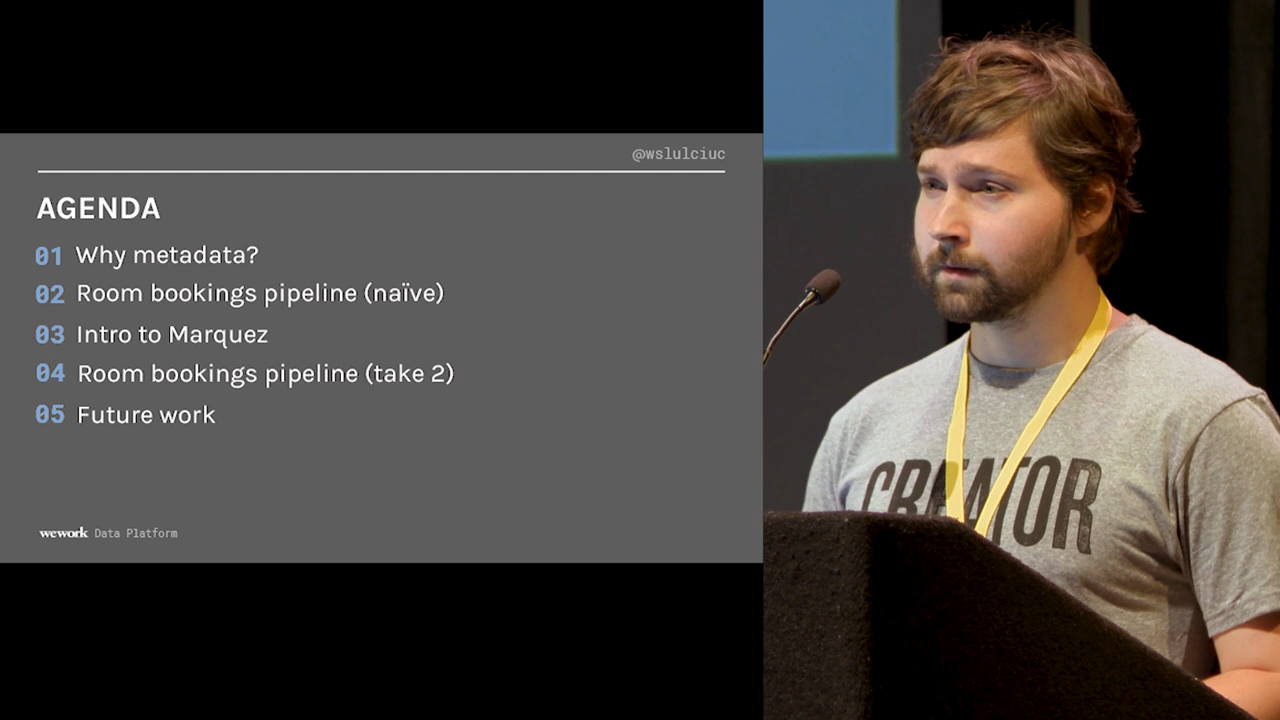 @wslulciuc
AGENDA
01 Why metadata?
02 Room bookings pipeline (naïve)
03 Intro to Marquez
04 Room bookings pipeline (take 2)
05 Future work
wework Data Platform
CREATOR